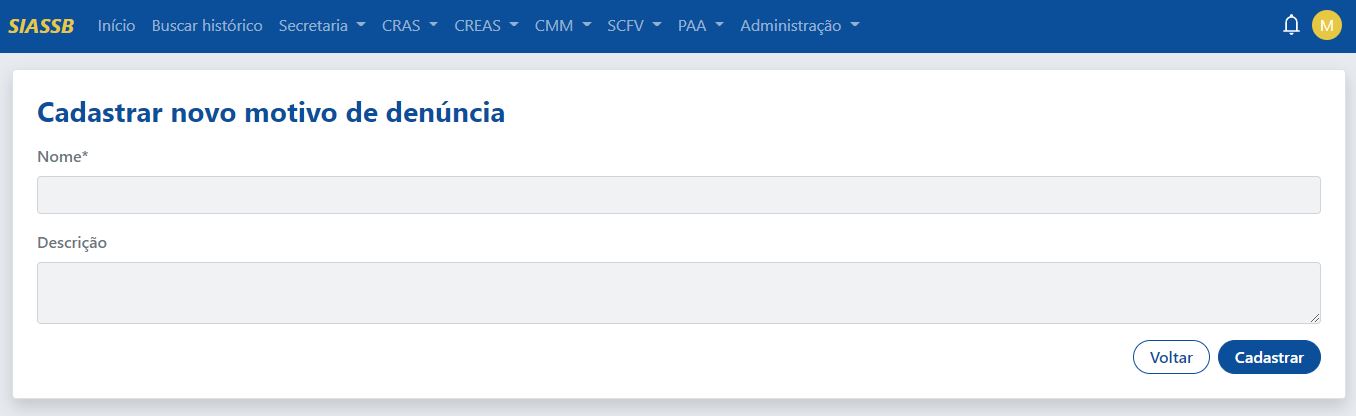 SIASSB Início Buscar histórico Secretaria CRAS CREAS CMM SCFV PAA Administração M
Cadastrar novo motivo de denúncia
Nome*
Descrição
Voltar Cadastrar